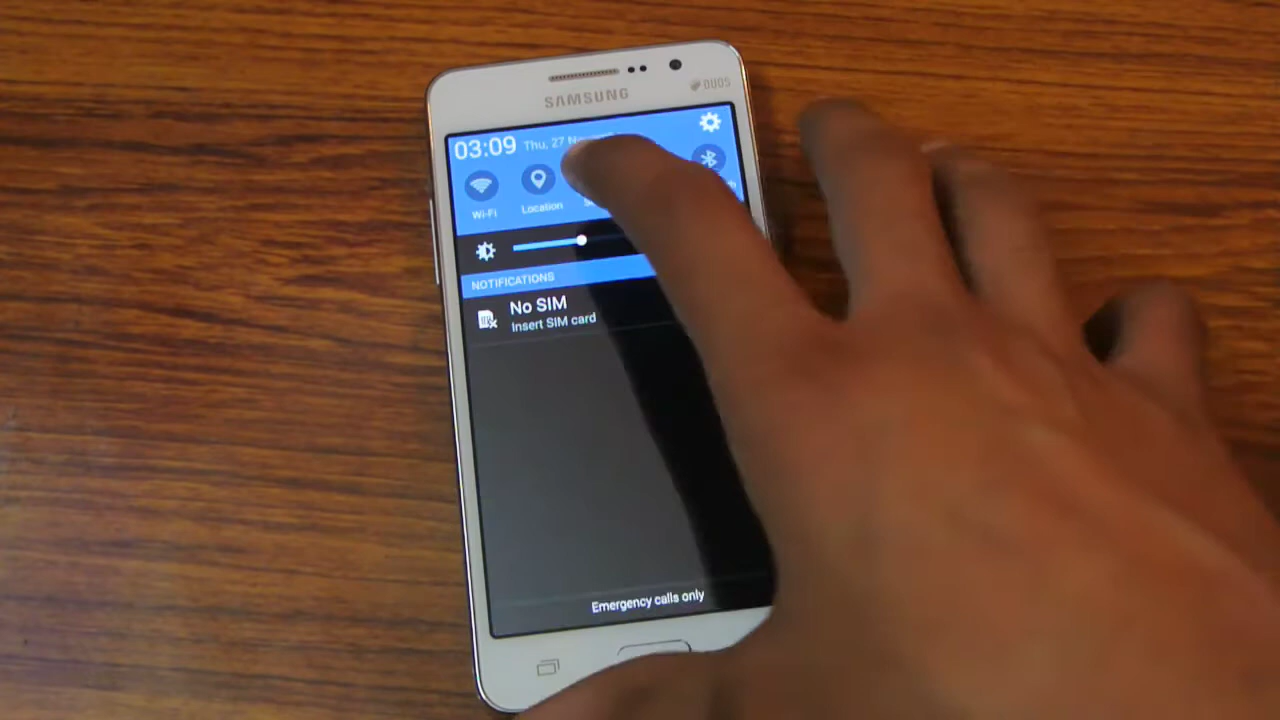 SAMSUNG
DUOS
03:09 Thu, 27
Wi-Fi
Location
NOTIFICATIONS
No SIM
Insert SIM card
Emergency calls only